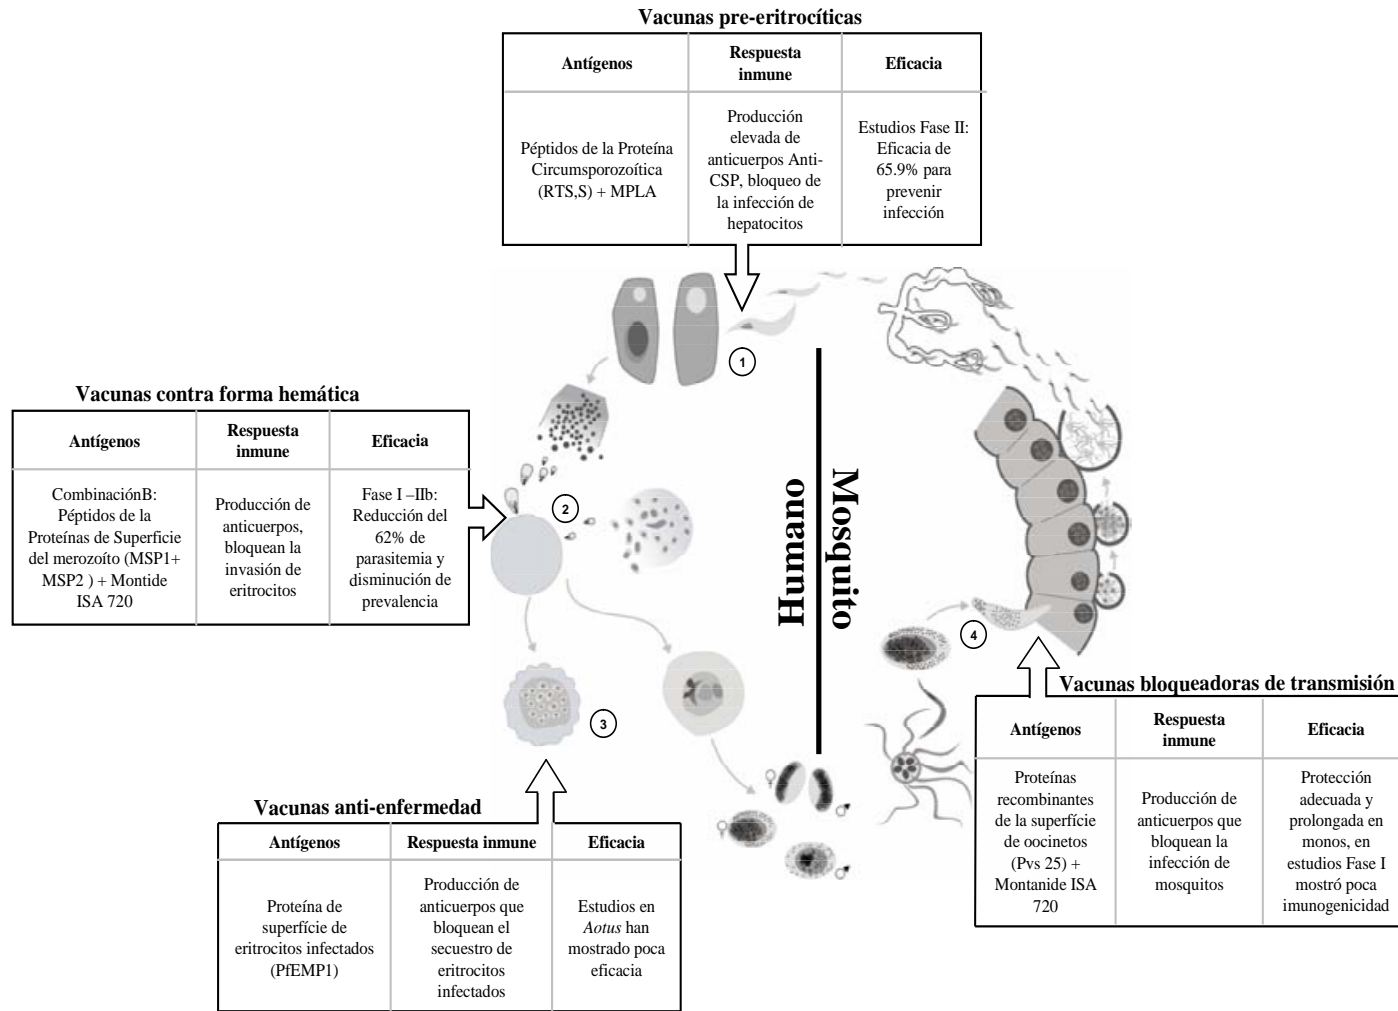 Vacunas pre-eritrocíticas
Antígenos
Respuesta
inmune
Eficacia
Péptidos de la Proteína
Circumsporozoítica
(RTS,S) + MPLA
Producción
elevada de
anticuerpos Anti-
CSP, bloqueo de
la infección de
hepatocitos
Estudios Fase II:
Eficacia de
65.9% para
prevenir
infección
1
Vacunas contra forma hemática
Antígenos
Respuesta
inmune
Eficacia
CombinaciónB:
Péptidos de la
Proteínas de Superficie
del merozoíto (MSP1+
MSP2 ) + Montide
ISA 720
Producción de
anticuerpos,
bloquean la
invasión de
eritrocitos
Fase I –IIb:
Reducción del
62% de
parasitemia y
disminución de
prevalencia
2
Humano
Mosquito
3
4
Vacunas anti-enfermedad
Antígenos
Respuesta inmune
Eficacia
Proteína de
superfície de
eritrocitos infectados
(PfEMP1)
Producción de
anticuerpos que
bloquean el
secuestro de
eritrocitos
infectados
Estudios en
Aotus han
mostrado poca
eficacia
♀
♂
♀
♂
Vacunas bloqueadoras de transmisión
Antígenos
Respuesta
inmune
Eficacia
Proteínas
recombinantes
de la superfície
de oocinetos
(Pvs 25) +
Montanide ISA
720
Producción de
anticuerpos que
bloquean la
infección de
mosquitos
Protección
adecuada y
prolongada en
monos, en
estudios Fase I
mostró poca
imunogenicidad